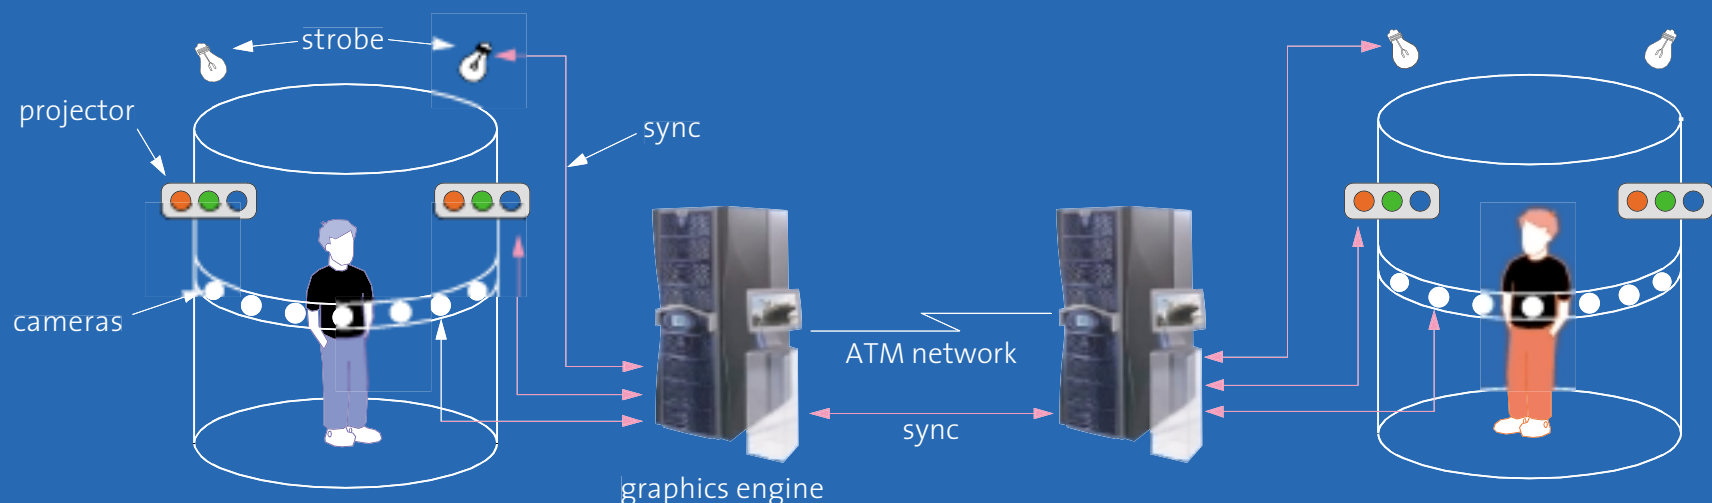 strobe
projector
sync
cameras
ATM network
sync
graphics engine